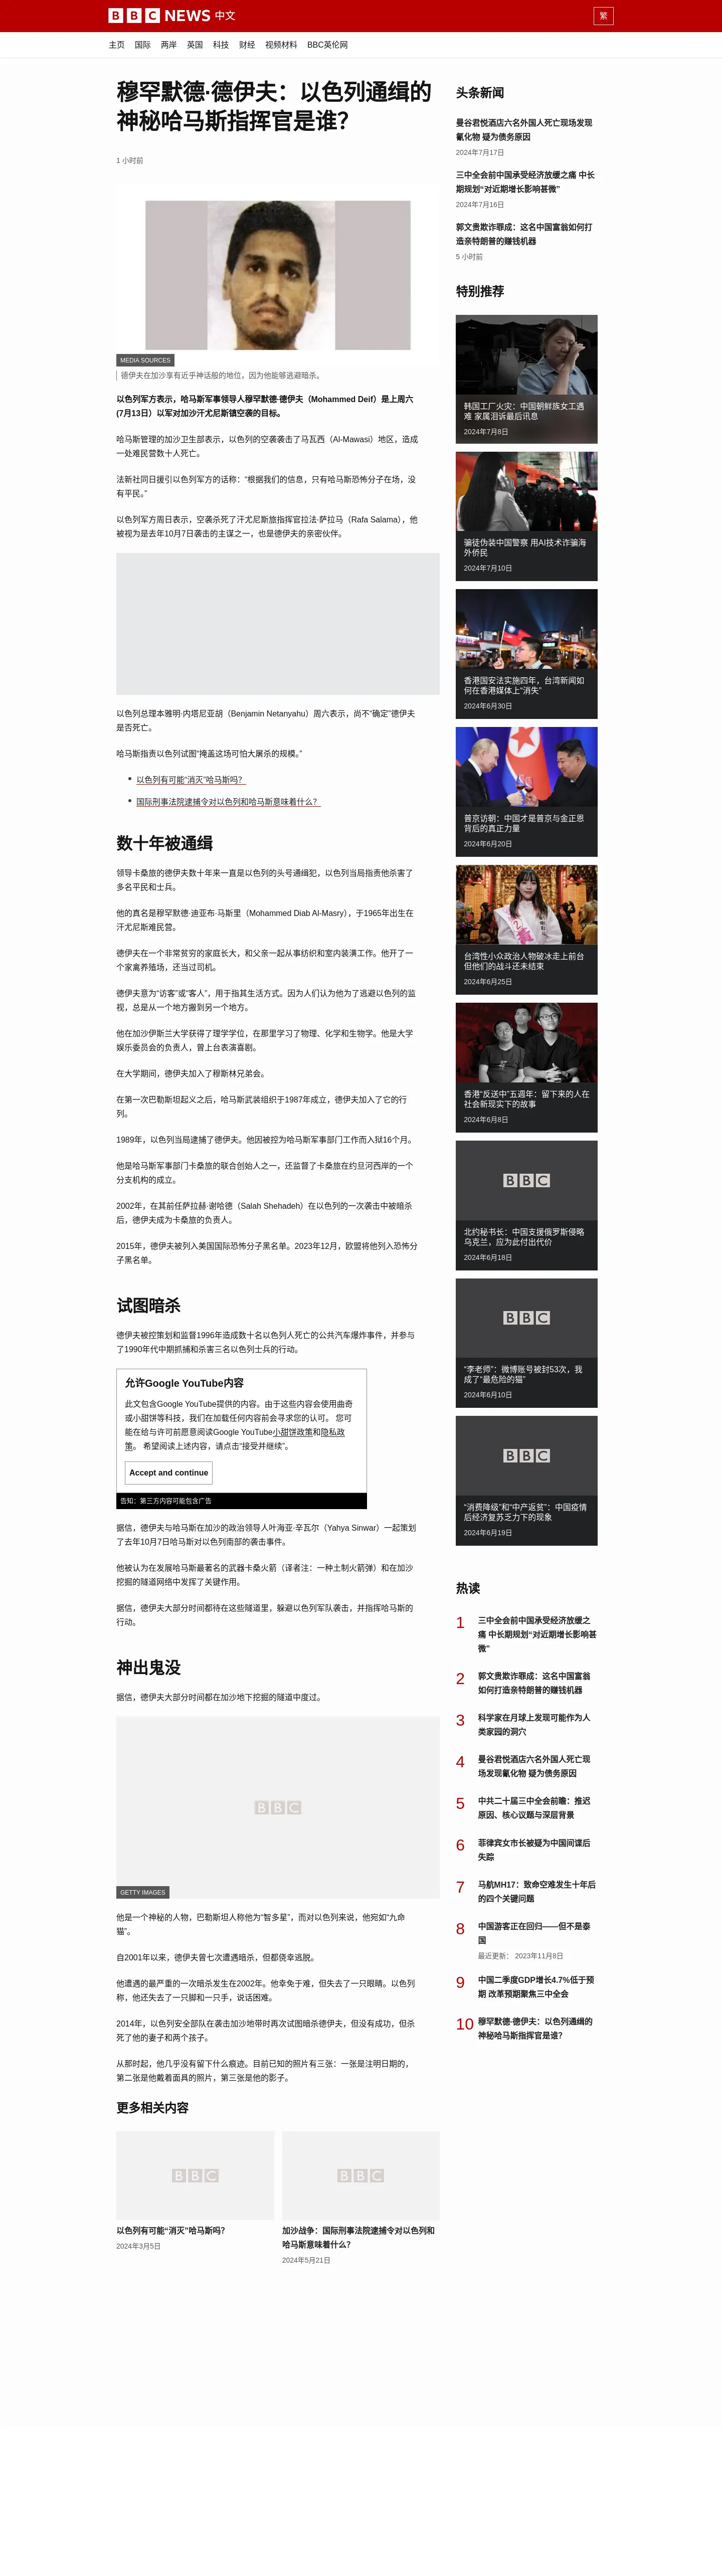 BBC NEWS 中文
繁
主页 国际 两岸 英国 科技 财经 视频材料 BBC英伦网
穆罕默德·德伊夫：以色列通缉的
神秘哈马斯指挥官是谁？
1 小时前
MEDIA SOURCES
德伊夫在加沙享有近乎神话般的地位，因为他能够逃避暗杀。
以色列军方表示，哈马斯军事领导人穆罕默德·德伊夫（Mohammed Deif）是上周六
(7月13日）以军对加沙汗尤尼斯镇空袭的目标。
哈马斯管理的加沙卫生部表示，以色列的空袭袭击了马瓦西（Al-Mawasi）地区，造成
一处难民营数十人死亡。
法新社同日援引以色列军方的话称：“根据我们的信息，只有哈马斯恐怖分子在场，没
有平民。”
以色列军方周日表示，空袭杀死了汗尤尼斯旅指挥官拉法·萨拉马（Rafa Salama），他
被视为是去年10月7日袭击的主谋之一，也是德伊夫的亲密伙伴。
以色列总理本雅明·内塔尼亚胡（Benjamin Netanyahu）周六表示，尚不“确定”德伊夫
是否死亡。
哈马斯指责以色列试图“掩盖这场可怕大屠杀的规模。”
以色列有可能“消灭”哈马斯吗？
国际刑事法院逮捕令对以色列和哈马斯意味着什么？
数十年被通缉
领导卡桑旅的德伊夫数十年来一直是以色列的头号通缉犯，以色列当局指责他杀害了
多名平民和士兵。
他的真名是穆罕默德·迪亚布·马斯里（Mohammed Diab Al-Masry），于1965年出生在
汗尤尼斯难民营。
德伊夫在一个非常贫穷的家庭长大，和父亲一起从事纺织和室内装潢工作。他开了一
个家禽养殖场，还当过司机。
德伊夫意为“访客”或“客人”，用于指其生活方式。因为人们认为他为了逃避以色列的监
视，总是从一个地方搬到另一个地方。
他在加沙伊斯兰大学获得了理学学位，在那里学习了物理、化学和生物学。他是大学
娱乐委员会的负责人，曾上台表演喜剧。
在大学期间，德伊夫加入了穆斯林兄弟会。
在第一次巴勒斯坦起义之后，哈马斯武装组织于1987年成立，德伊夫加入了它的行
列。
1989年，以色列当局逮捕了德伊夫。他因被控为哈马斯军事部门工作而入狱16个月。
他是哈马斯军事部门卡桑旅的联合创始人之一，还监督了卡桑旅在约旦河西岸的一个
分支机构的成立。
2002年，在其前任萨拉赫·谢哈德（Salah Shehadeh）在以色列的一次袭击中被暗杀
后，德伊夫成为卡桑旅的负责人。
2015年，德伊夫被列入美国国际恐怖分子黑名单。2023年12月，欧盟将他列入恐怖分
子黑名单。
试图暗杀
德伊夫被控策划和监督1996年造成数十名以色列人死亡的公共汽车爆炸事件，并参与
了1990年代中期抓捕和杀害三名以色列士兵的行动。
允许Google YouTube内容
此文包含Google YouTube提供的内容。由于这些内容会使用曲奇
或小甜饼等科技，我们在加载任何内容前会寻求您的认可。 您可
能在给与许可前愿意阅读Google YouTube小甜饼政策和隐私政
策。 希望阅读上述内容，请点击“接受并继续”。
Accept and continue
告知：第三方内容可能包含广告
据信，德伊夫与哈马斯在加沙的政治领导人叶海亚·辛瓦尔（Yahya Sinwar）一起策划
了去年10月7日哈马斯对以色列南部的袭击事件。
他被认为在发展哈马斯最著名的武器卡桑火箭（译者注：一种土制火箭弹）和在加沙
挖掘的隧道网络中发挥了关键作用。
据信，德伊夫大部分时间都待在这些隧道里，躲避以色列军队袭击，并指挥哈马斯的
行动。
神出鬼没
据信，德伊夫大部分时间都在加沙地下挖掘的隧道中度过。
BBC
GETTY IMAGES
他是一个神秘的人物，巴勒斯坦人称他为“智多星”，而对以色列来说，他宛如“九命
猫”。
自2001年以来，德伊夫曾七次遭遇暗杀，但都侥幸逃脱。
他遭遇的最严重的一次暗杀发生在2002年。他幸免于难，但失去了一只眼睛。以色列
称，他还失去了一只脚和一只手，说话困难。
2014年，以色列安全部队在袭击加沙地带时再次试图暗杀德伊夫，但没有成功，但杀
死了他的妻子和两个孩子。
从那时起，他几乎没有留下什么痕迹。目前已知的照片有三张：一张是注明日期的，
第二张是他戴着面具的照片，第三张是他的影子。
更多相关内容
BBC
以色列有可能“消灭”哈马斯吗？
2024年3月5日
BBC
加沙战争：国际刑事法院逮捕令对以色列和
哈马斯意味着什么？
2024年5月21日
头条新闻
曼谷君悦酒店六名外国人死亡现场发现
氰化物 疑为债务原因
2024年7月17日
三中全会前中国承受经济放缓之痛 中长
期规划“对近期增长影响甚微”
2024年7月16日
郭文贵欺诈罪成：这名中国富翁如何打
造亲特朗普的赚钱机器
5 小时前
特别推荐
韩国工厂火灾：中国朝鲜族女工遇
难 家属泪诉最后讯息
2024年7月8日
骗徒伪装中国警察 用AI技术诈骗海
外侨民
2024年7月10日
香港国安法实施四年，台湾新闻如
何在香港媒体上“消失”
2024年6月30日
普京访朝：中国才是普京与金正恩
背后的真正力量
2024年6月20日
台湾性小众政治人物破冰走上前台
但他们的战斗还未结束
2024年6月25日
香港“反送中”五週年：留下来的人在
社会新现实下的故事
2024年6月8日
BBC
北约秘书长：中国支援俄罗斯侵略
乌克兰，应为此付出代价
2024年6月18日
BBC
“李老师”：微博账号被封53次，我
成了“最危险的猫”
2024年6月10日
BBC
“消费降级”和“中产返贫”：中国疫情
后经济复苏乏力下的现象
2024年6月19日
热读
1 三中全会前中国承受经济放缓之
痛 中长期规划“对近期增长影响甚
微”
2 郭文贵欺诈罪成：这名中国富翁
如何打造亲特朗普的赚钱机器
3 科学家在月球上发现可能作为人
类家园的洞穴
4 曼谷君悦酒店六名外国人死亡现
场发现氰化物 疑为债务原因
5 中共二十届三中全会前瞻：推迟
原因、核心议题与深层背景
6 菲律宾女市长被疑为中国间谍后
失踪
7 马航MH17：致命空难发生十年后
的四个关键问题
8 中国游客正在回归——但不是泰
国
最近更新： 2023年11月8日
9 中国二季度GDP增长4.7%低于预
期 改革预期聚焦三中全会
10 穆罕默德·德伊夫：以色列通缉的
神秘哈马斯指挥官是谁？